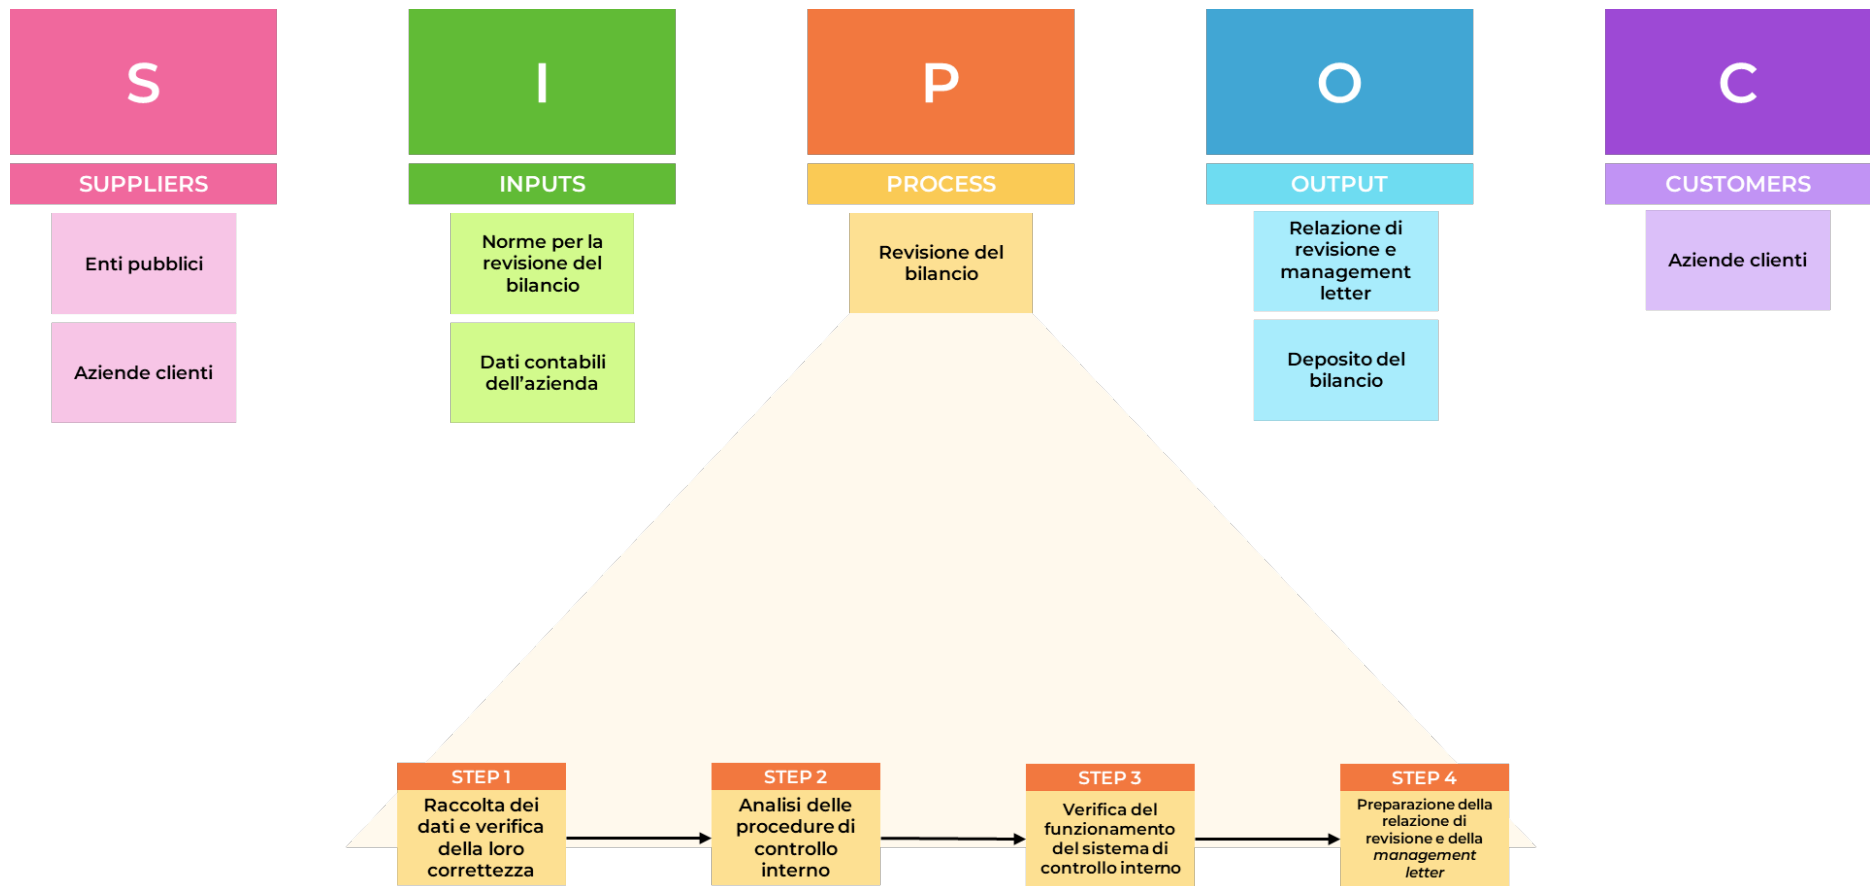 S
I
P
O
C
SUPPLIERS
INPUTS
PROCESS
OUTPUT
CUSTOMERS
Enti pubblici
Aziende clienti
Norme per la
revisione del
bilancio
Dati contabili
dell’azienda
Revisione del
bilancio
Relazione di
revisione e
management
letter
Deposito del
bilancio
Aziende clienti
STEP 1
Raccolta dei
dati e verifica
della loro
correttezza
STEP 2
Analisi delle
procedure di
controllo
interno
STEP 3
Verifica del
funzionamento
del sistema di
controllo interno
STEP 4
Preparazione della
relazione di
revisione e della
management
letter